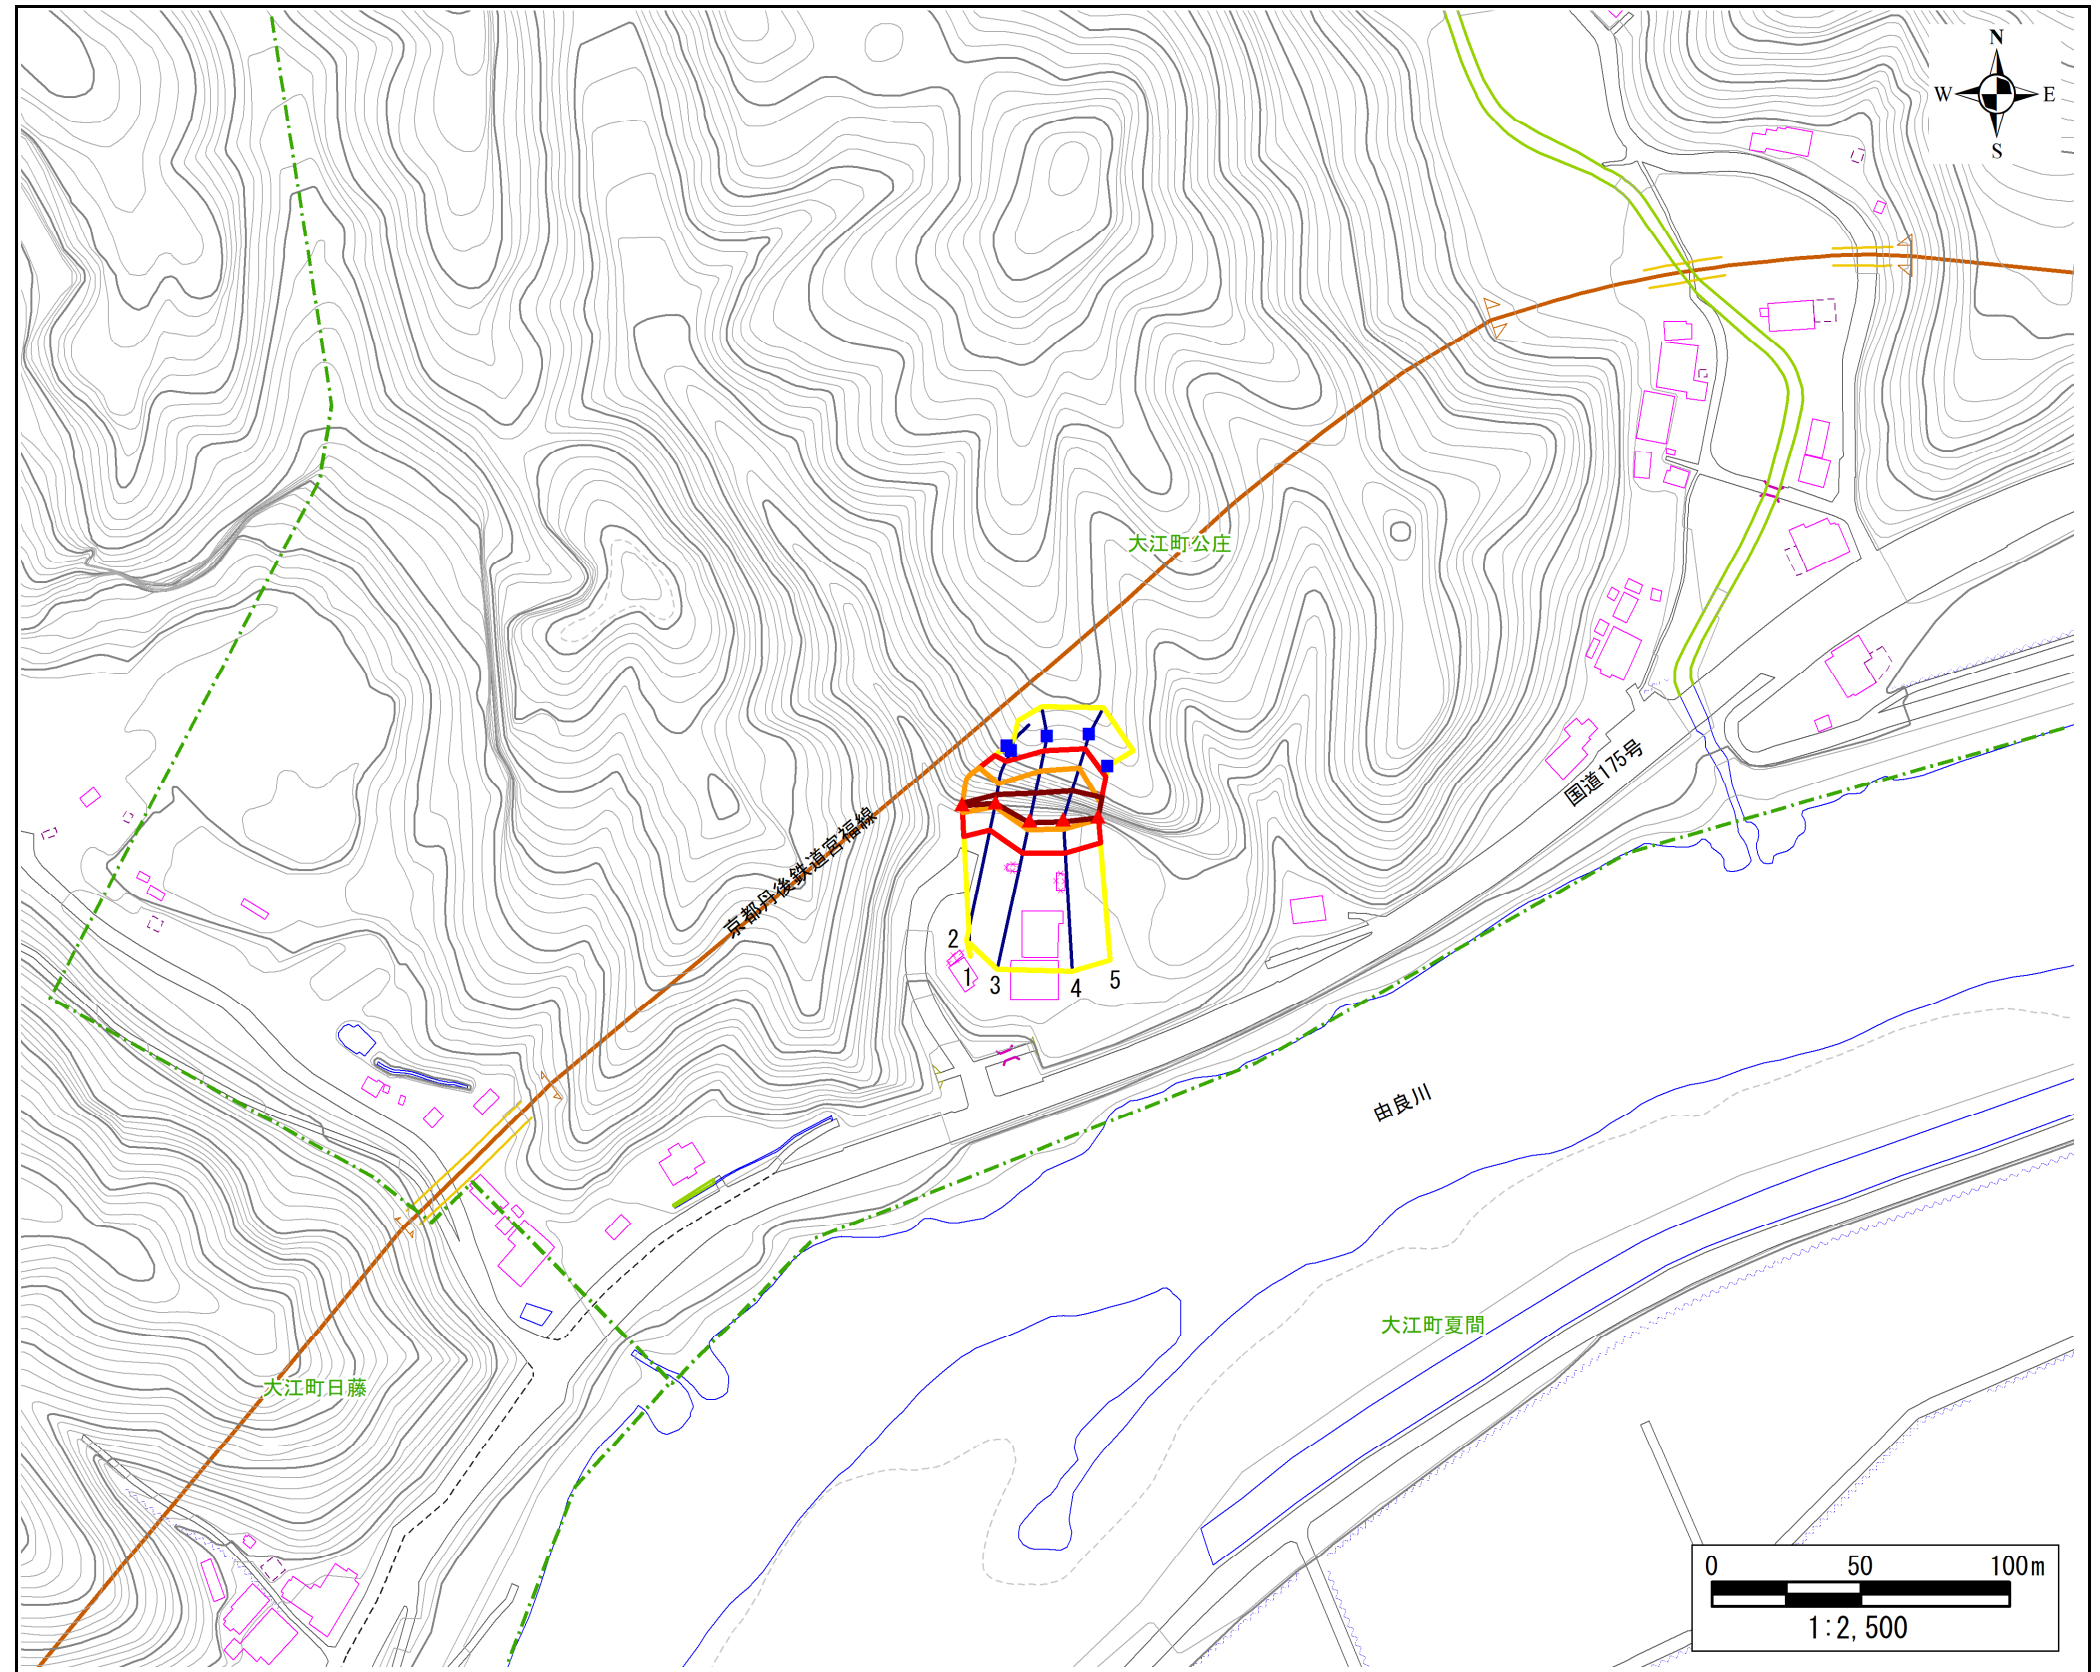 N
W E
S
大江町公庄
国道175号
京都丹後鉄道宮福線
2
1 3 4 5
由良川
大江町夏間
大江町日藤
0 50 100m
1:2,500